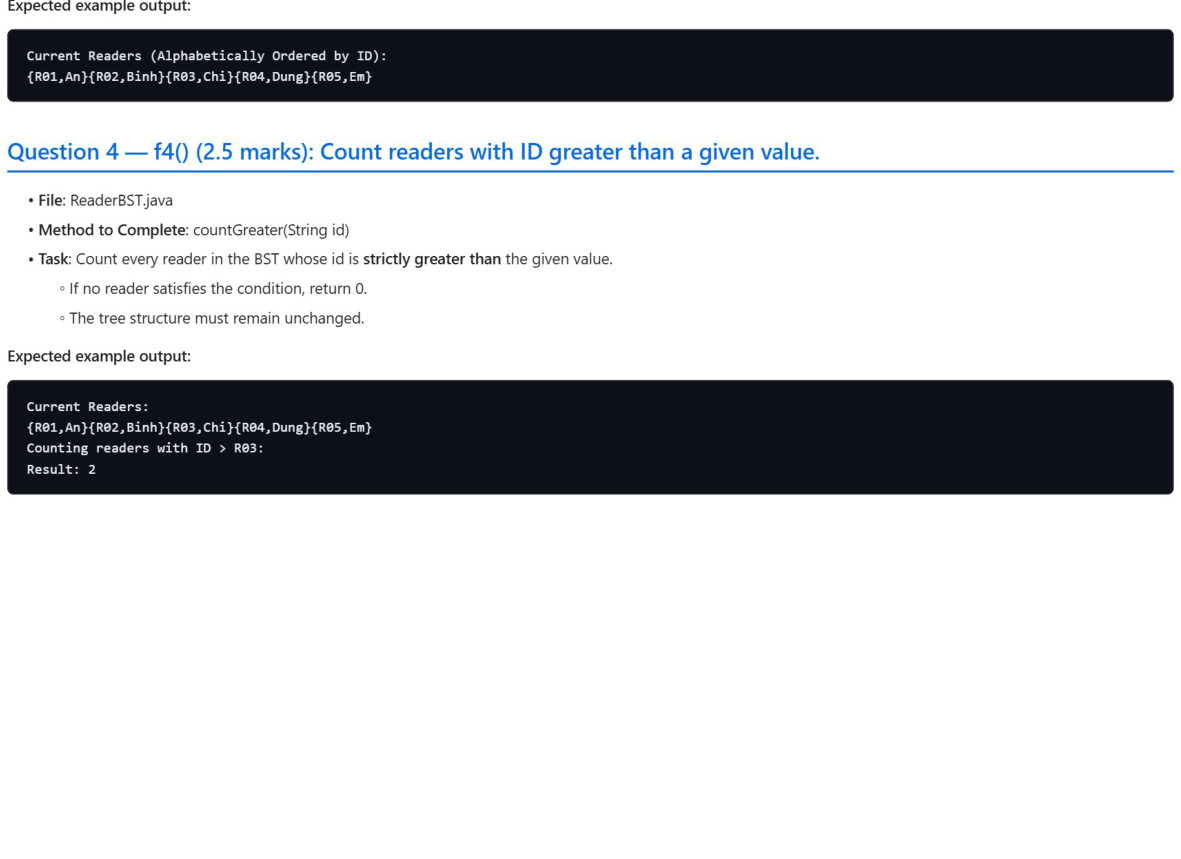 Expected example output:
Current Readers (Alphabetically Ordered by ID):
{R01,An}{R02,Binh}{R03,Chi}{R04,Dung}{R05,Em}
Question 4 — f4() (2.5 marks): Count readers with ID greater than a given value.
• File: ReaderBST.java
• Method to Complete: countGreater(String id)
• Task: Count every reader in the BST whose id is strictly greater than the given value.
◦ If no reader satisfies the condition, return 0.
◦ The tree structure must remain unchanged.
Expected example output:
Current Readers:
{R01,An}{R02,Binh}{R03,Chi}{R04,Dung}{R05,Em}
Counting readers with ID > R03:
Result: 2